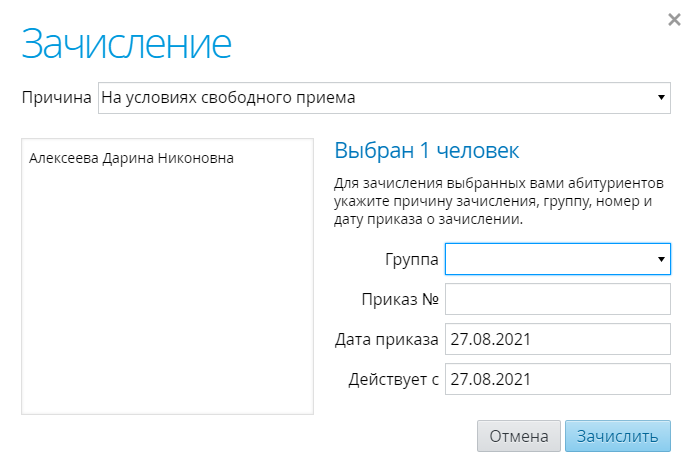 Зачисление
Причина На условиях свободного приема
Алексеева Дарина Никоновна
Выбран 1 человек
Для зачисления выбранных вами абитуриентов
укажите причину зачисления, группу, номер и
дату приказа о зачислении.
Группа
Приказ №
Дата приказа 27.08.2021
Действует с 27.08.2021
Отмена Зачислить